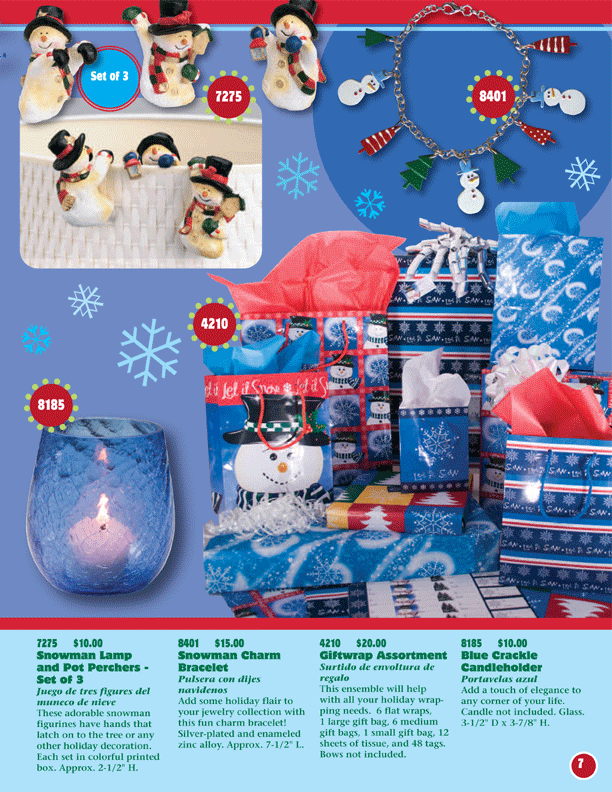 Set of 3
7275
8401
4210
Let it Snow
8185
7275 $10.00
Snowman Lamp
and Pot Perchers -
Set of 3
Juego de tres figures del
muneco de nieve
These adorable snowman
figurines have hands that
latch on to the tree or any
other holiday decoration.
Each set in colorful printed
box. Approx. 2-1/2" H.
8401 $15.00
Snowman Charm
Bracelet
Pulsera con dijes
navidenos
Add some holiday flair to
your jewelry collection with
this fun charm bracelet!
Silver-plated and enameled
zinc alloy. Approx. 7-1/2" L.
4210 $20.00
Giftwrap Assortment
Surtido de envoltura de
regalo
This ensemble will help
with all your holiday wrap-
ping needs. 6 flat wraps,
1 large gift bag, 6 medium
gift bags, 1 small gift bag, 12
sheets of tissue, and 48 tags.
Bows not included.
8185 $10.00
Blue Crackle
Candleholder
Portavelas azul
Add a touch of elegance to
any corner of your life.
Candle not included. Glass.
3-1/2" D x 3-7/8" H.
7